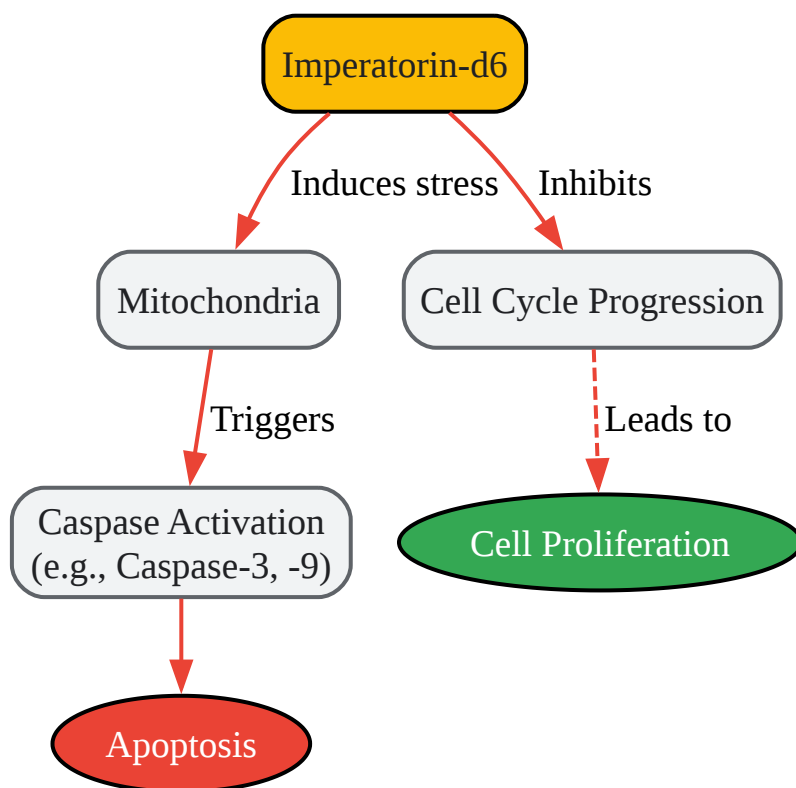 Imperatorin-d6
Induces stress
Inhibits
Mitochondria
Cell Cycle Progression
Triggers
Leads to
Caspase Activation
(e.g., Caspase-3, -9)
Cell Proliferation
Apoptosis